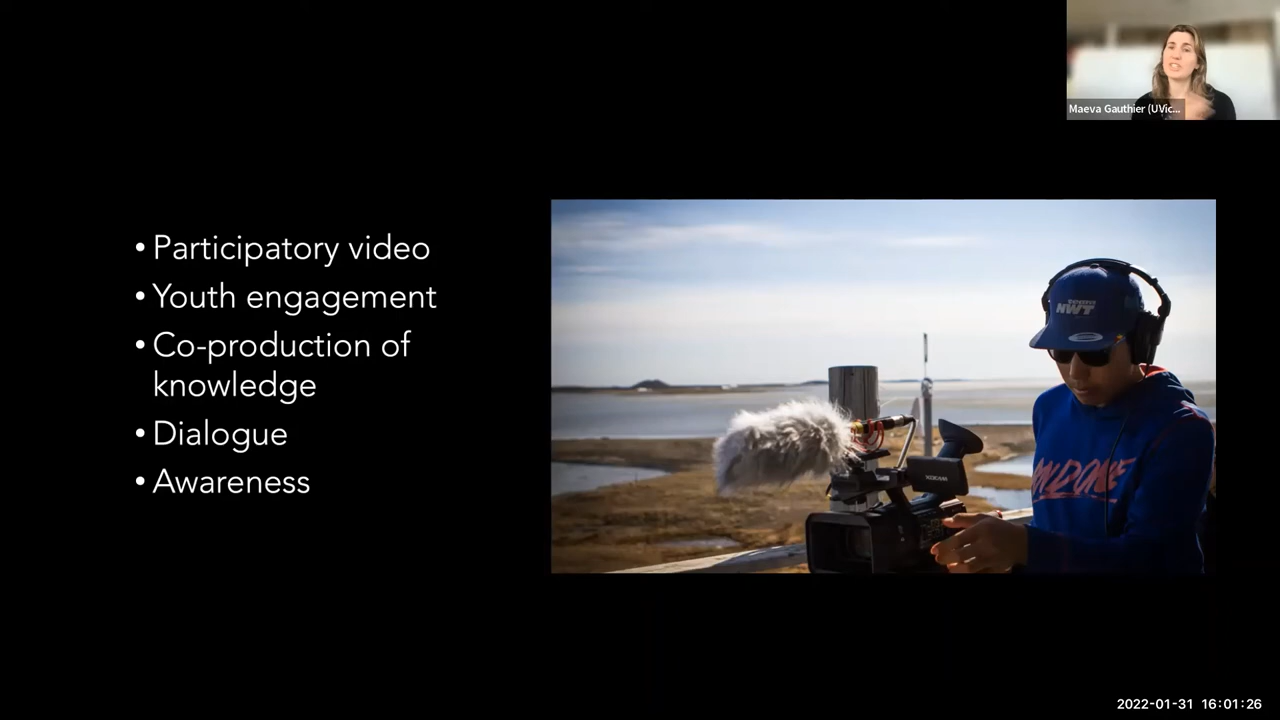 Maeva Gauthier (UVic...
• Participatory video
• Youth engagement
• Co-production of
knowledge
• Dialogue
• Awareness
NWT
XDCAM
2022-01-31 16:01:26